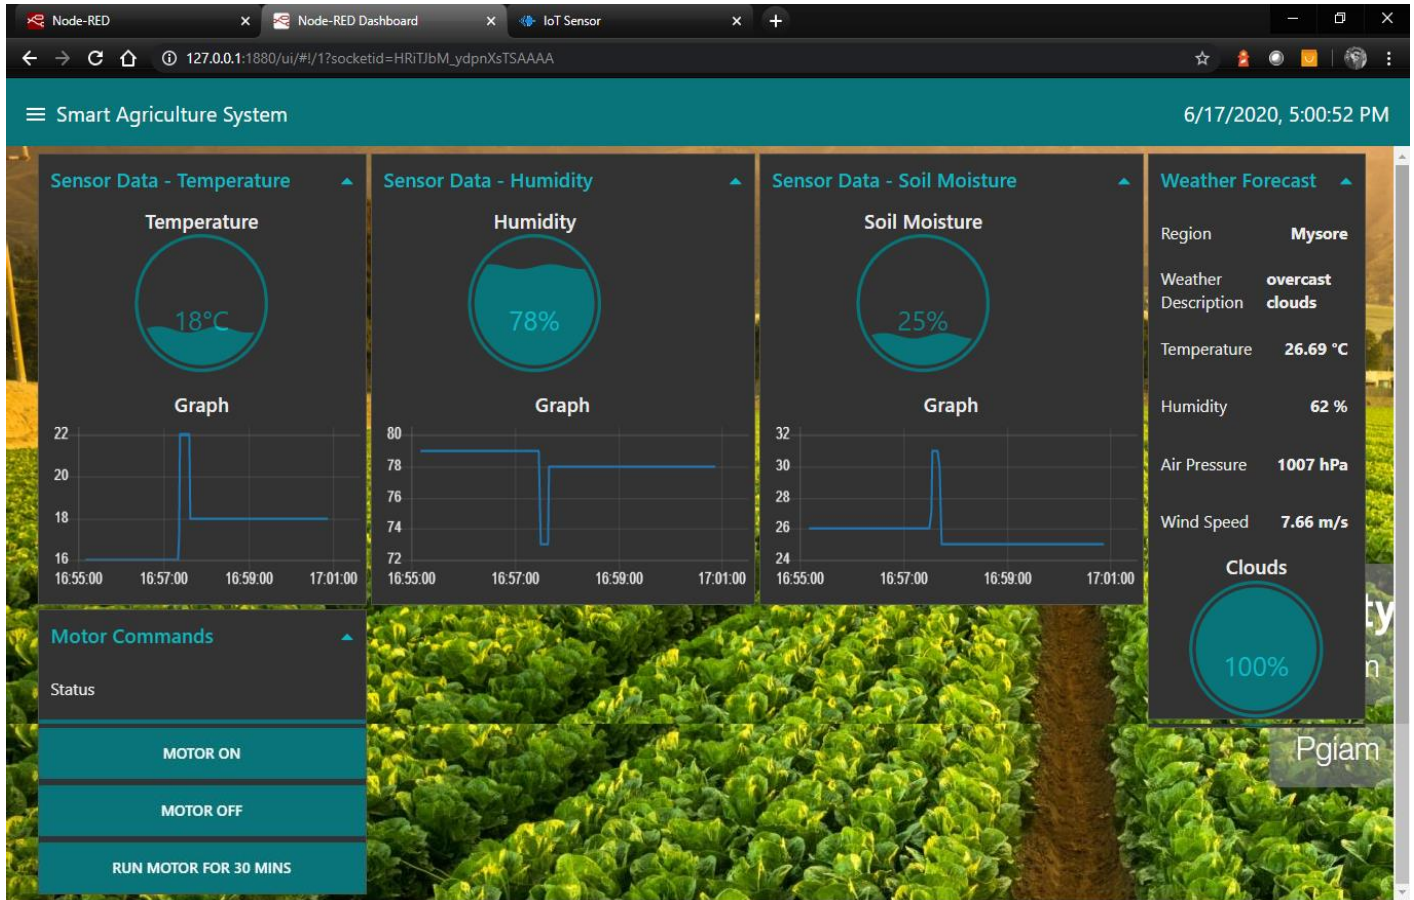 Node-RED
Node-RED Dashboard
IoT Sensor
127.0.0.1:1880/ui/#!/1?socketid=HRiTJbM_ydpnXsTSAAAA
Smart Agriculture System
6/17/2020, 5:00:52 PM
Sensor Data - Temperature
Temperature
18°C
Graph
22
20
18
16
16:55:00 16:57:00 16:59:00 17:01:00
Sensor Data - Humidity
Humidity
78%
Graph
80
78
76
74
72
16:55:00 16:57:00 16:59:00 17:01:00
Sensor Data - Soil Moisture
Soil Moisture
25%
Graph
32
30
28
26
24
16:55:00 16:57:00 16:59:00 17:01:00
Weather Forecast
Region Mysore
Weather Description overcast clouds
Temperature 26.69 °C
Humidity 62 %
Air Pressure 1007 hPa
Wind Speed 7.66 m/s
Clouds
100%
Motor Commands
Status
MOTOR ON
MOTOR OFF
RUN MOTOR FOR 30 MINS
Pgiam